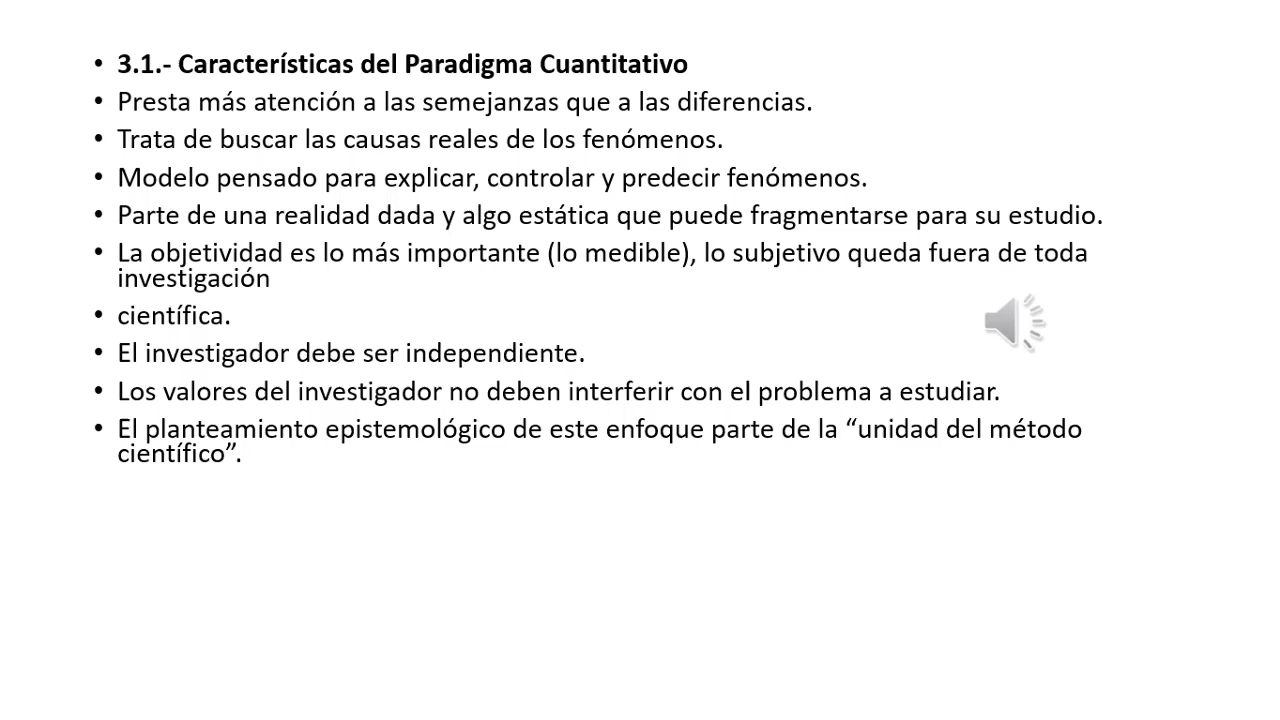 • 3.1.- Características del Paradigma Cuantitativo
• Presta más atención a las semejanzas que a las diferencias.
• Trata de buscar las causas reales de los fenómenos.
• Modelo pensado para explicar, controlar y predecir fenómenos.
• Parte de una realidad dada y algo estática que puede fragmentarse para su estudio.
• La objetividad es lo más importante (lo medible), lo subjetivo queda fuera de toda
investigación
• científica.
• El investigador debe ser independiente.
• Los valores del investigador no deben interferir con el problema a estudiar.
• El planteamiento epistemológico de este enfoque parte de la “unidad del método
científico”.